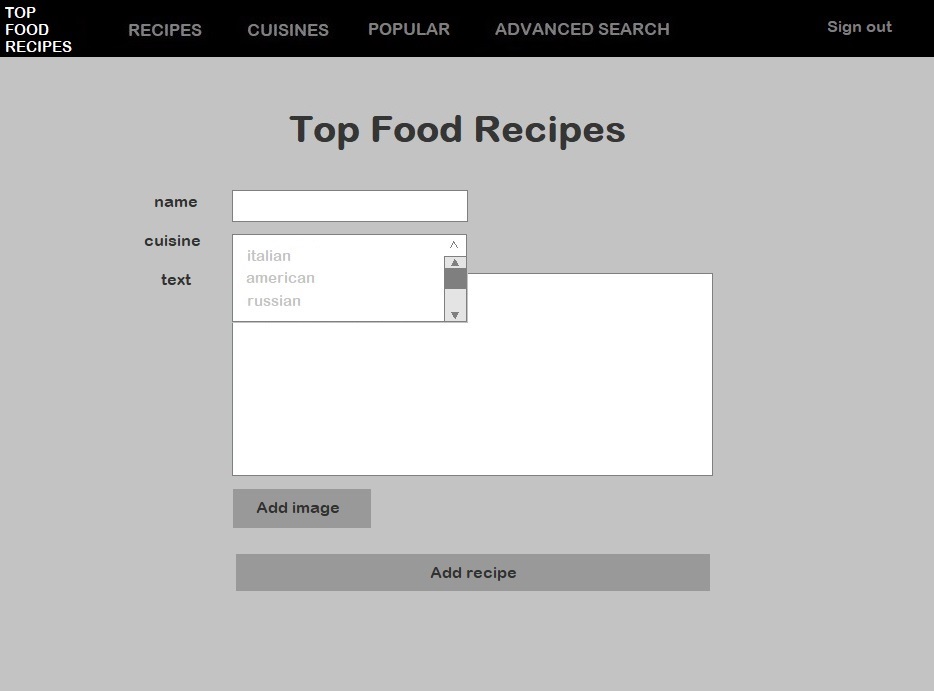 TOP
FOOD
RECIPES
RECIPES
CUISINES
POPULAR
ADVANCED SEARCH
Sign out
Top Food Recipes
name
cuisine
italian
american
russian
text
Add image
Add recipe